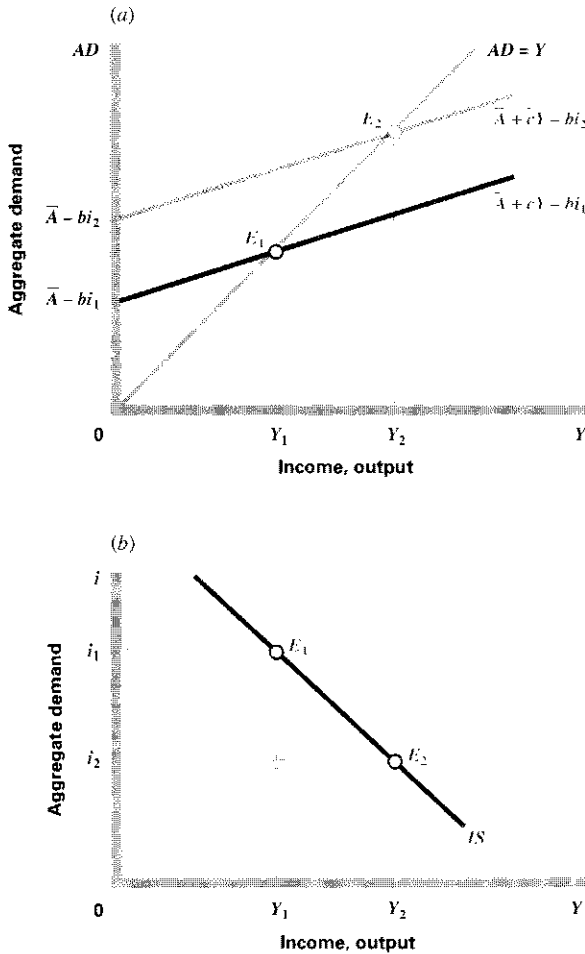 (a)
AD
AD = Y
E₂
A̅ + cY – bi₂
A̅ – bi₂
A̅ + cY – bi₁
E₁
A̅ – bi₁
Aggregate demand
0
Y₁
Y₂
Y
Income, output
(b)
i
i₁
E₁
i₂
E₂
Aggregate demand
IS
0
Y₁
Y₂
Y
Income, output